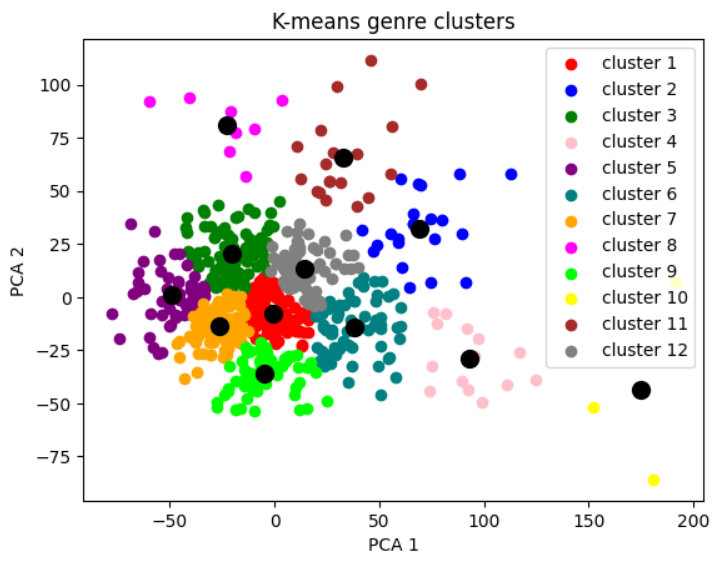 K-means genre clusters
cluster 1
cluster 2
cluster 3
cluster 4
cluster 5
cluster 6
cluster 7
cluster 8
cluster 9
cluster 10
cluster 11
cluster 12
PCA 2
100
75
50
25
0
−25
−50
−75
−50
0
50
100
150
200
PCA 1